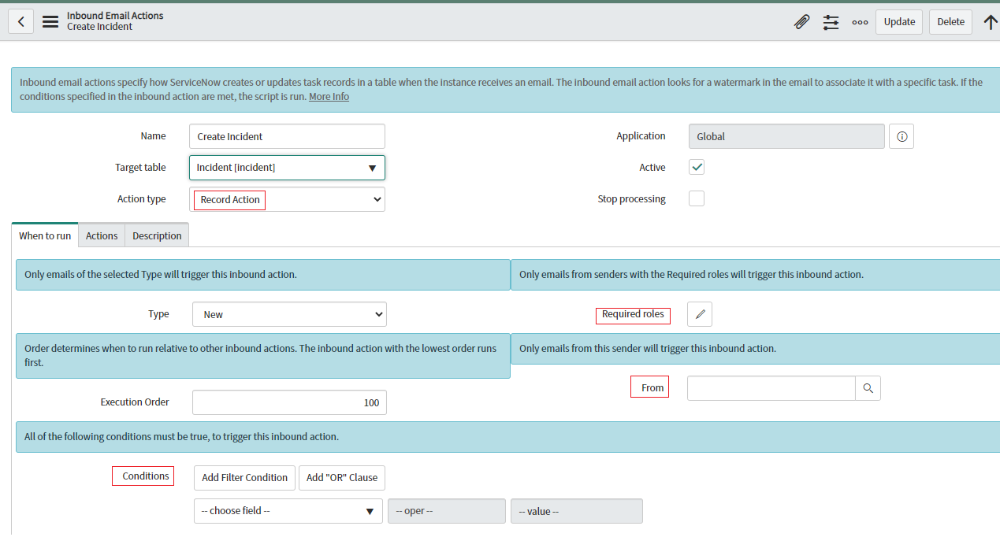 Inbound Email Actions
Create Incident
ooo
Update
Delete
Inbound email actions specify how ServiceNow creates or updates task records in a table when the instance receives an email. The inbound email action looks for a watermark in the email to associate it with a specific task. If the
conditions specified in the inbound action are met, the script is run. More Info
Name
Create Incident
Application
Global
Target table
Incident [incident]
Active
Action type
Record Action
Stop processing
When to run
Actions
Description
Only emails of the selected Type will trigger this inbound action.
Only emails from senders with the Required roles will trigger this inbound action.
Type
New
Required roles
Order determines when to run relative to other inbound actions. The inbound action with the lowest order runs
first.
Only emails from this sender will trigger this inbound action.
From
Execution Order
100
All of the following conditions must be true, to trigger this inbound action.
Conditions
Add Filter Condition
Add "OR" Clause
-- choose field --
-- oper --
-- value --